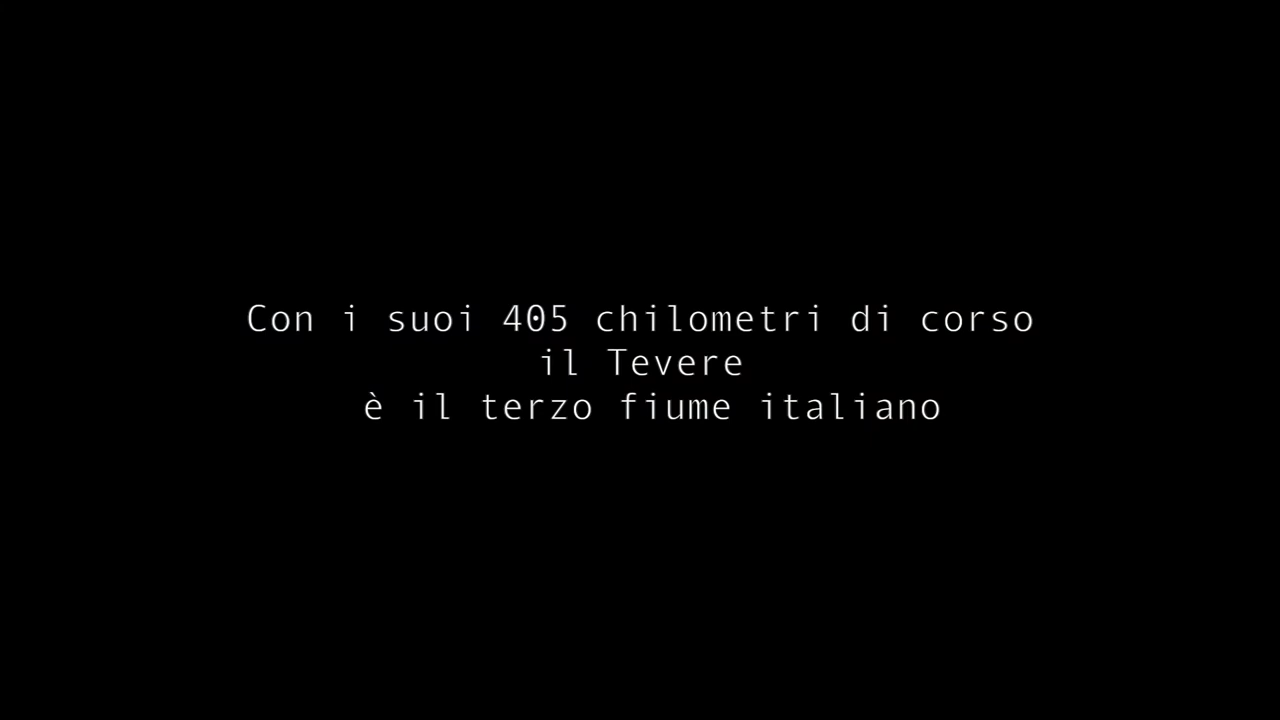 Con i suoi 405 chilometri di corso
il Tevere
è il terzo fiume italiano